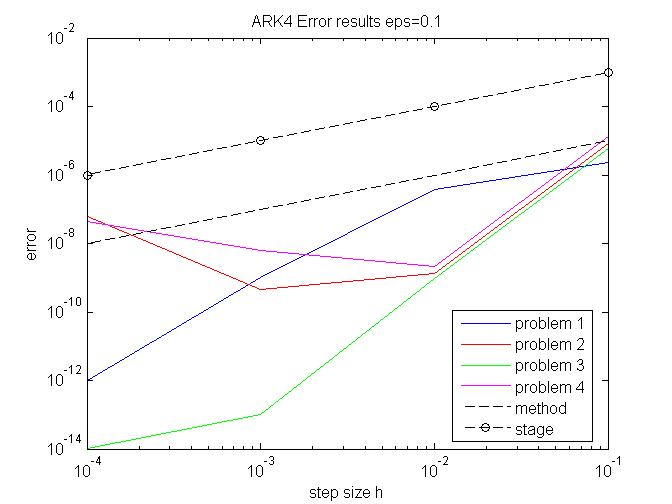 ARK4 Error results eps=0.1
error
10^-2
10^-4
10^-6
10^-8
10^-10
10^-12
10^-14
10^-4 10^-3 10^-2 10^-1
step size h
problem 1
problem 2
problem 3
problem 4
method
stage